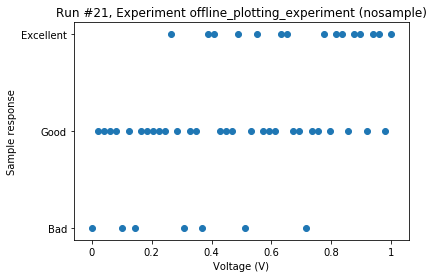 Run #21, Experiment offline_plotting_experiment (nosample)
Excellent
Good
Bad
Sample response
0
0.2
0.4
0.6
0.8
1
Voltage (V)